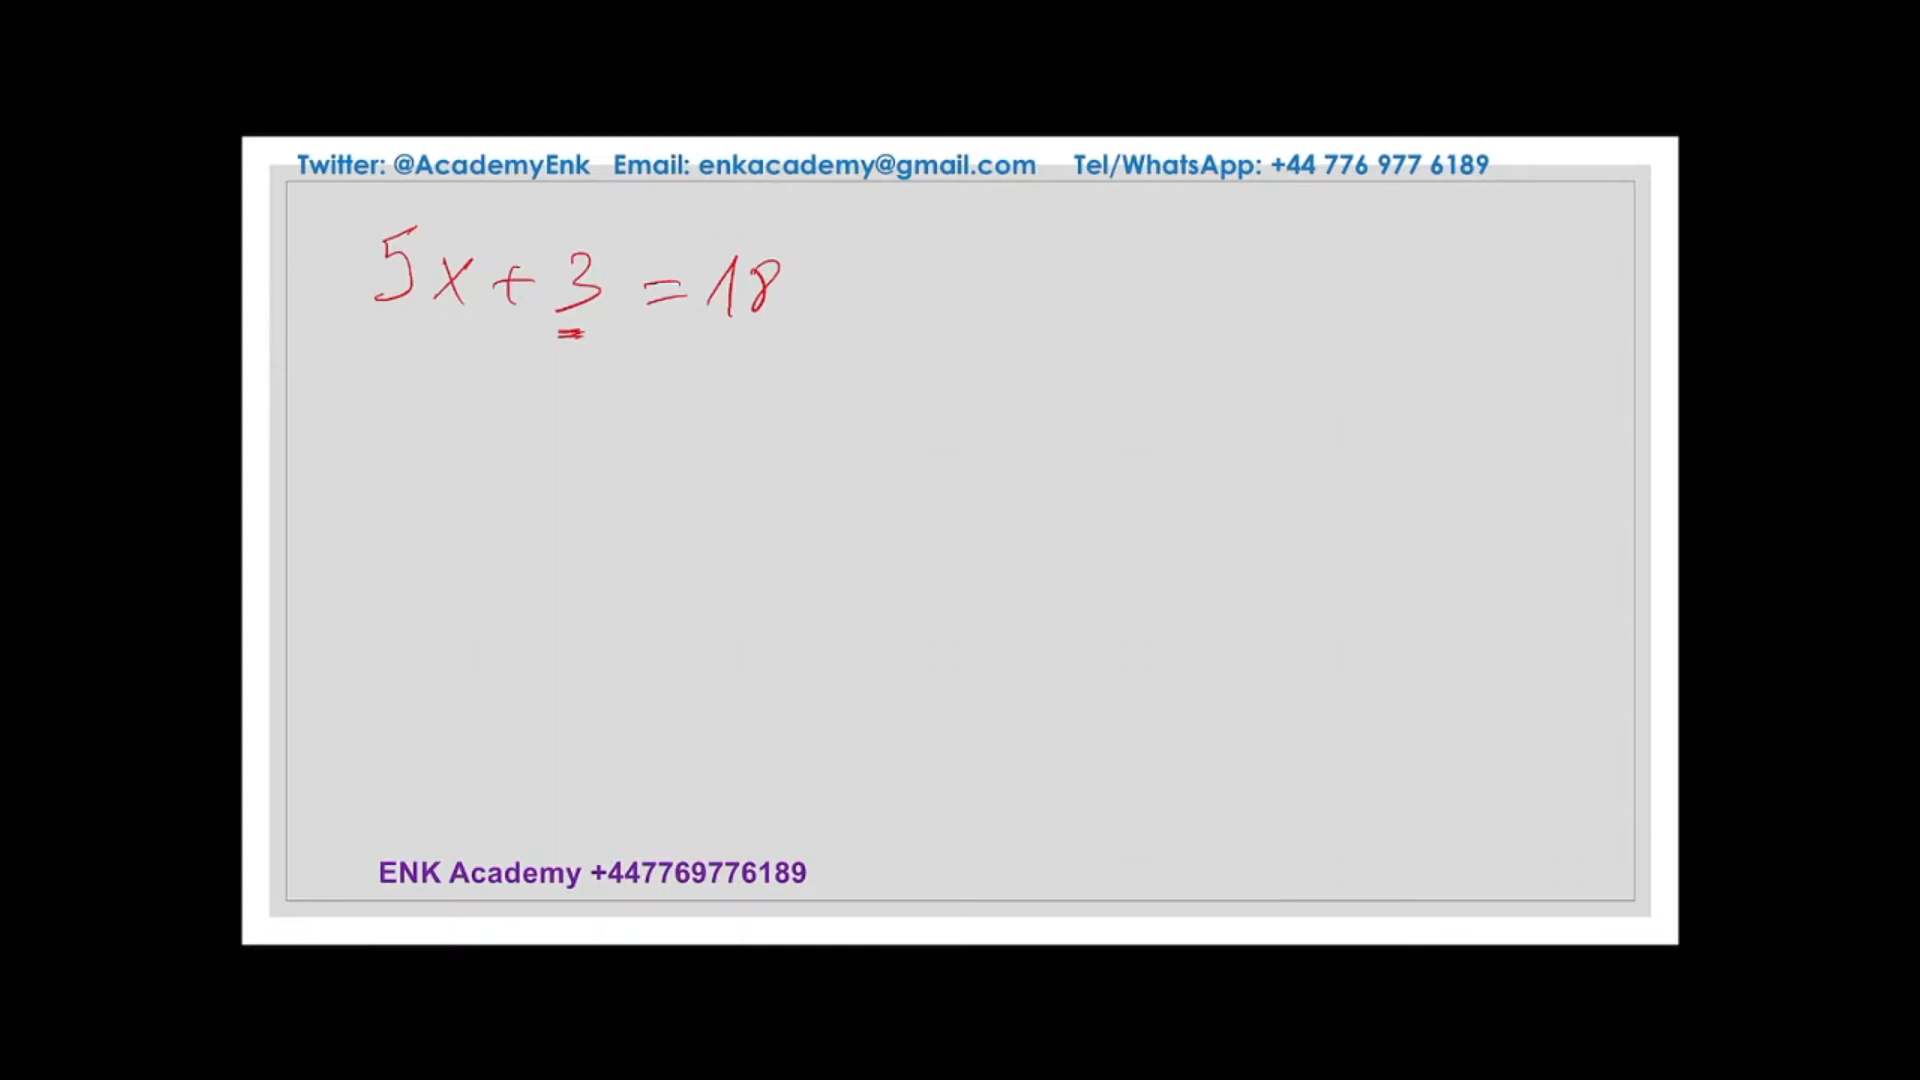 Twitter: @AcademyEnk Email: enkacademy@gmail.com Tel/WhatsApp: +44 776 977 6189
5x + 3 = 18
ENK Academy +447769776189